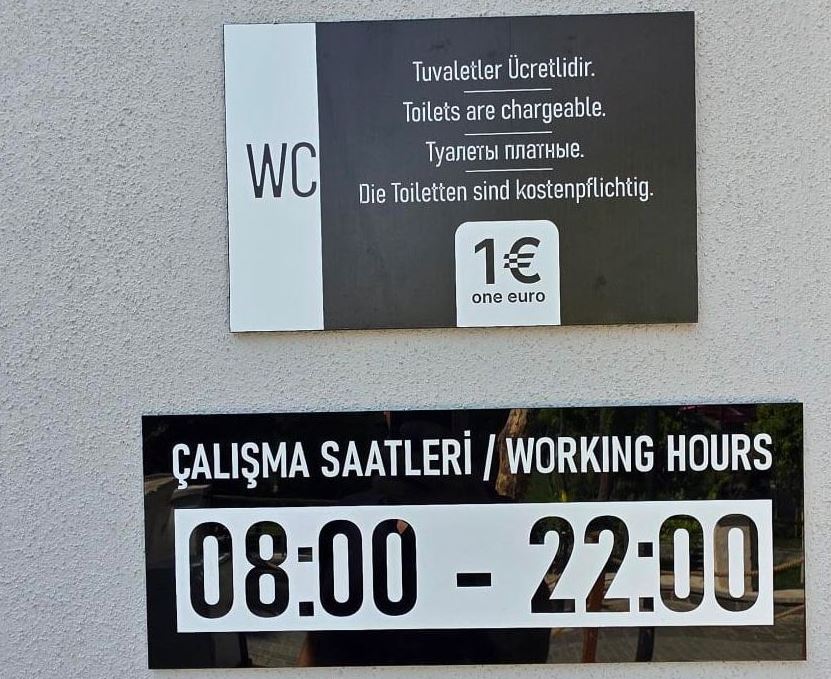 WC
Tuvaletler Ücretlidir.
Toilets are chargeable.
Туалеты платные.
Die Toiletten sind kostenpflichtig.
1€
one euro
ÇALIŞMA SAATLERİ / WORKING HOURS
08:00 - 22:00